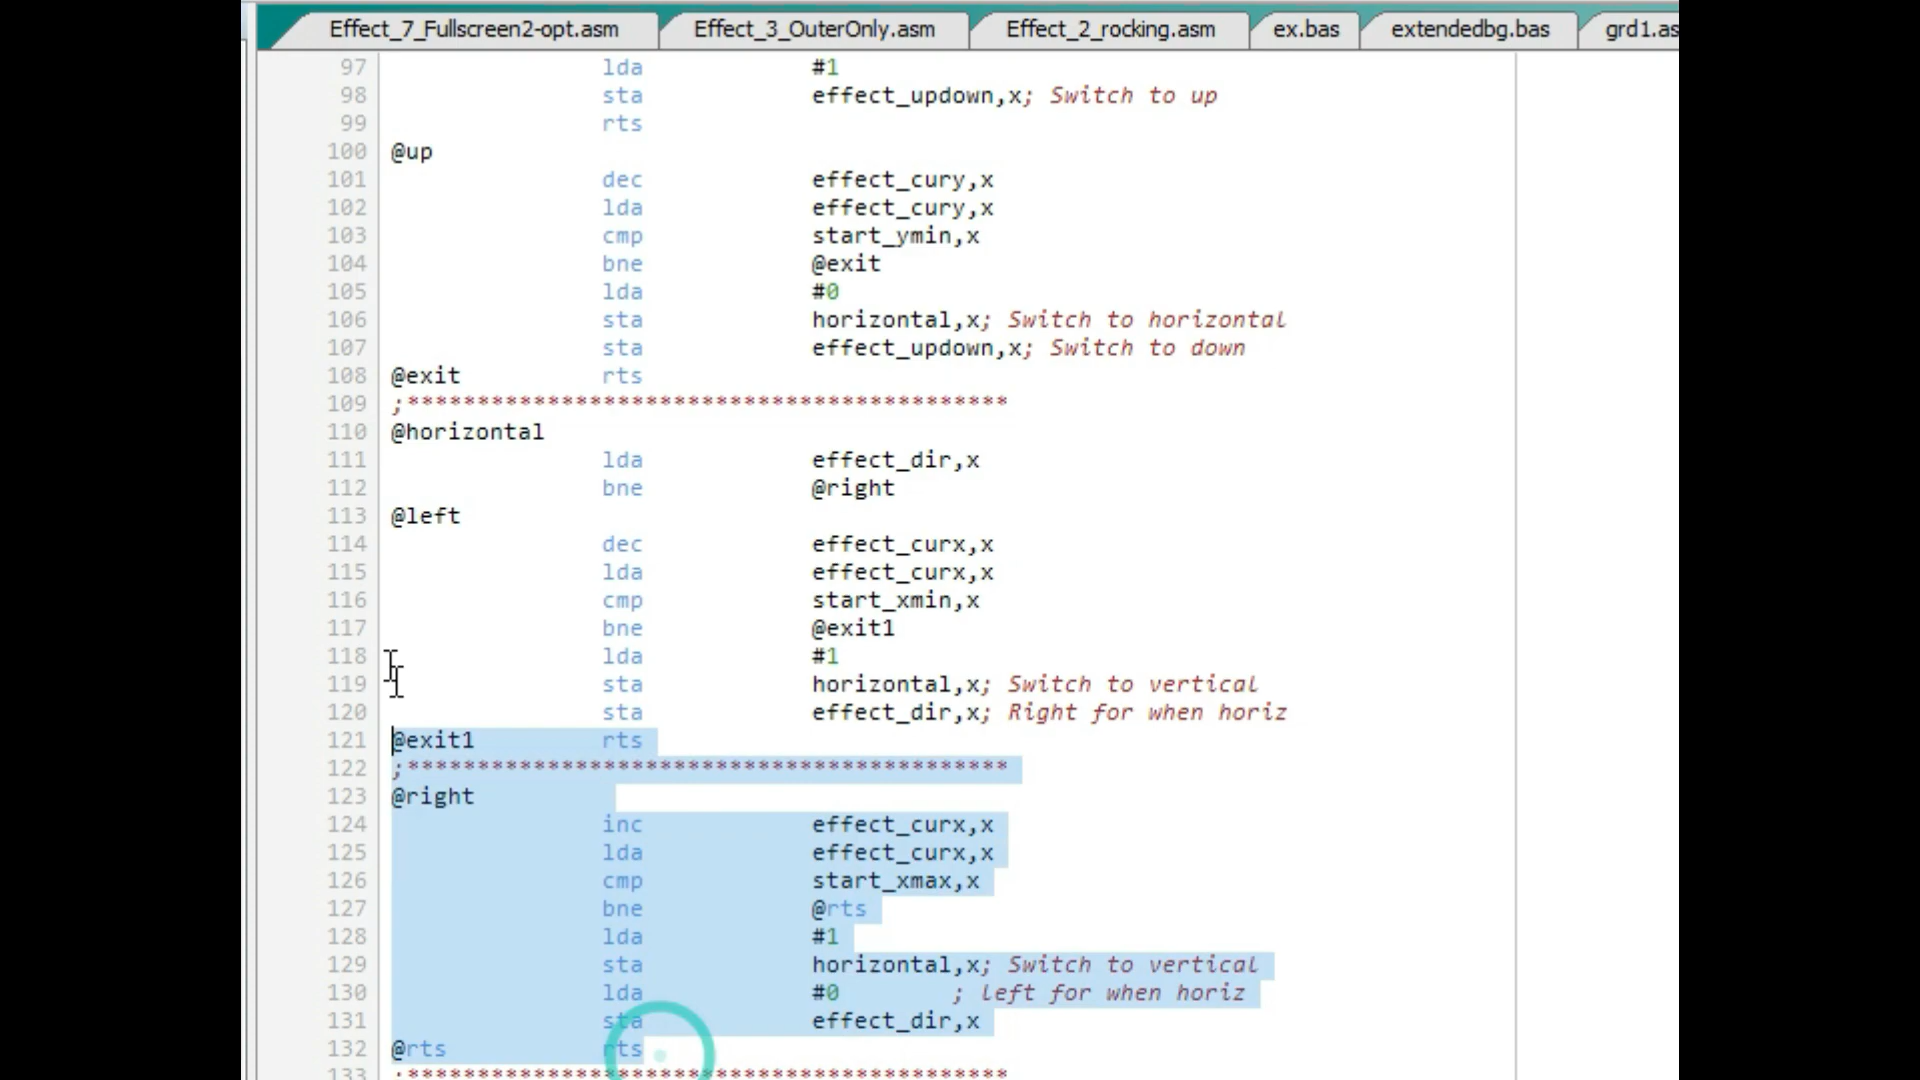 Effect_7_Fullscreen2-opt.asm Effect_3_OuterOnly.asm Effect_2_rocking.asm ex.bas extendedbg.bas grd1.as
97 lda #1
98 sta effect_updown,x; Switch to up
99 rts
100 @up
101 dec effect_cury,x
102 lda effect_cury,x
103 cmp start_ymin,x
104 bne @exit
105 lda #0
106 sta horizontal,x; Switch to horizontal
107 sta effect_updown,x; Switch to down
108 @exit rts
109 ;*******************************************
110 @horizontal
111 lda effect_dir,x
112 bne @right
113 @left
114 dec effect_curx,x
115 lda effect_curx,x
116 cmp start_xmin,x
117 bne @exit1
118 lda #1
119 sta horizontal,x; Switch to vertical
120 sta effect_dir,x; Right for when horiz
121 @exit1 rts
122 ;*******************************************
123 @right
124 inc effect_curx,x
125 lda effect_curx,x
126 cmp start_xmax,x
127 bne @rts
128 lda #1
129 sta horizontal,x; Switch to vertical
130 lda #0 ; left for when horiz
131 sta effect_dir,x
132 @rts rts
133 ;*******************************************